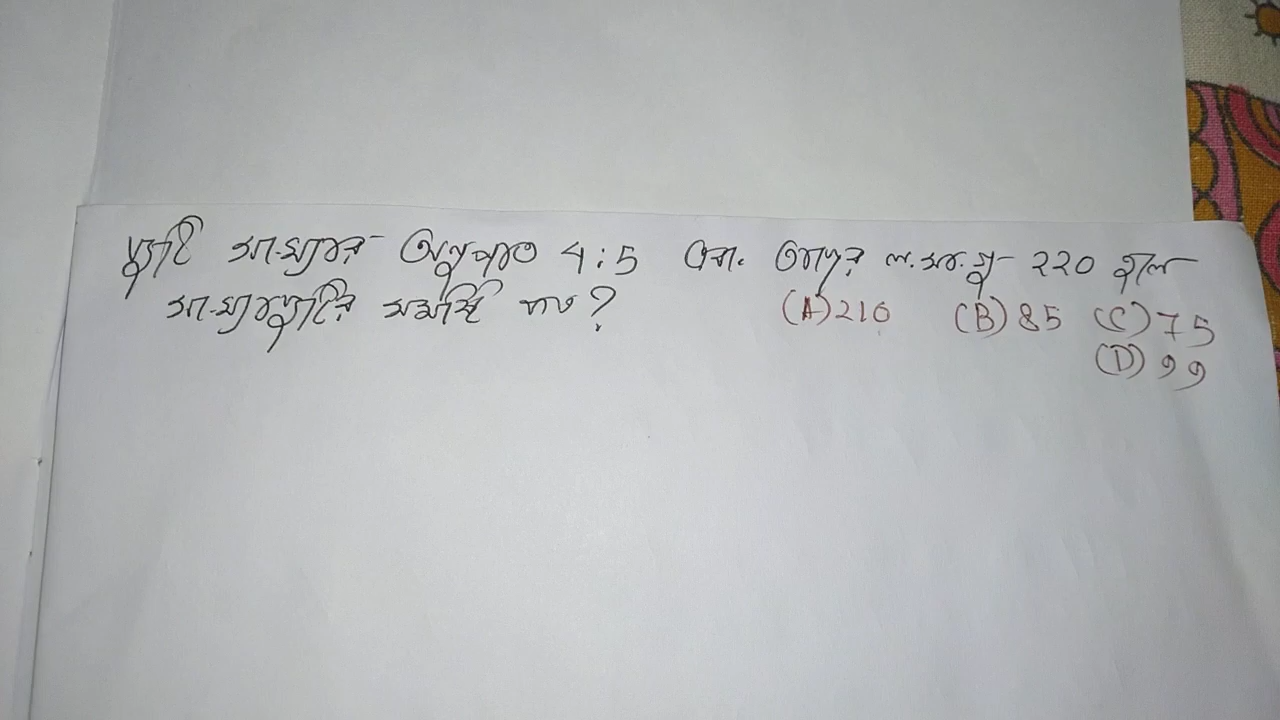 দুটি সংখ্যার অনুপাত 4:5 এবং তাদের ল.সা.গু 220 হলে
সংখ্যাদুটির সমষ্টি কত? (A) 210 (B) 85 (C) 75
(D) 99